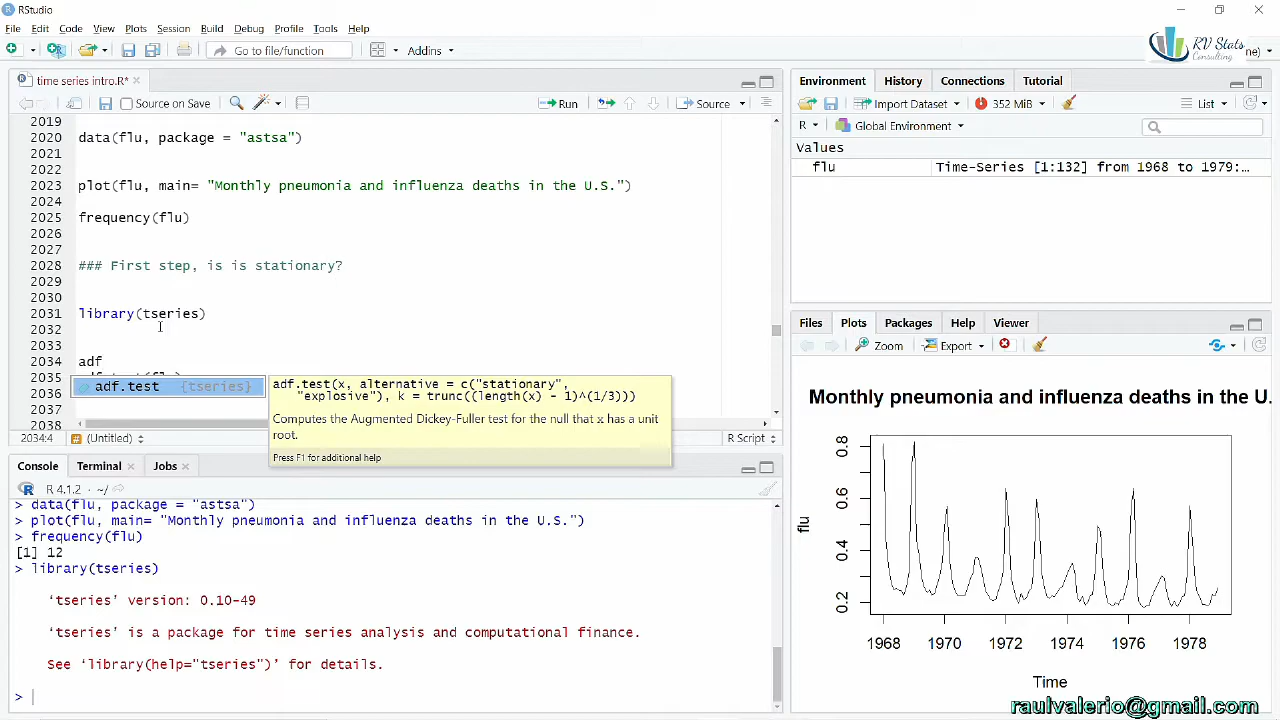 RStudio
File Edit Code View Plots Session Build Debug Profile Tools Help
Go to file/function
Addins
RV Stats
Consulting
ne)
time series intro.R*
Source on Save
Run
Source
2019
2020 data(flu, package = "astsa")
2021
2022
2023 plot(flu, main= "Monthly pneumonia and influenza deaths in the U.S.")
2024
2025 frequency(flu)
2026
2027
2028 ### First step, is is stationary?
2029
2030
2031 library(tseries)
2032
2033
2034 adf
2035
2036
2037
2038
adf.test {tseries}
adf.test(x, alternative = c("stationary",
"explosive"), k = trunc((length(x) - 1)^(1/3)))
Computes the Augmented Dickey-Fuller test for the null that x has a unit
root.
Press F1 for additional help
2034:4 (Untitled) R Script
Console Terminal Jobs
R 4.1.2 · ~/
> data(flu, package = "astsa")
> plot(flu, main= "Monthly pneumonia and influenza deaths in the U.S.")
> frequency(flu)
[1] 12
> library(tseries)
‘tseries’ version: 0.10-49
‘tseries’ is a package for time series analysis and computational finance.
See ‘library(help="tseries")’ for details.
>
Environment History Connections Tutorial
Import Dataset 352 MiB List
R Global Environment
Values
flu Time-Series [1:132] from 1968 to 1979:…
Files Plots Packages Help Viewer
Zoom Export
Monthly pneumonia and influenza deaths in the U.
flu
0.8
0.6
0.4
0.2
1968 1970 1972 1974 1976 1978
Time
raulvalerio@gmail.com